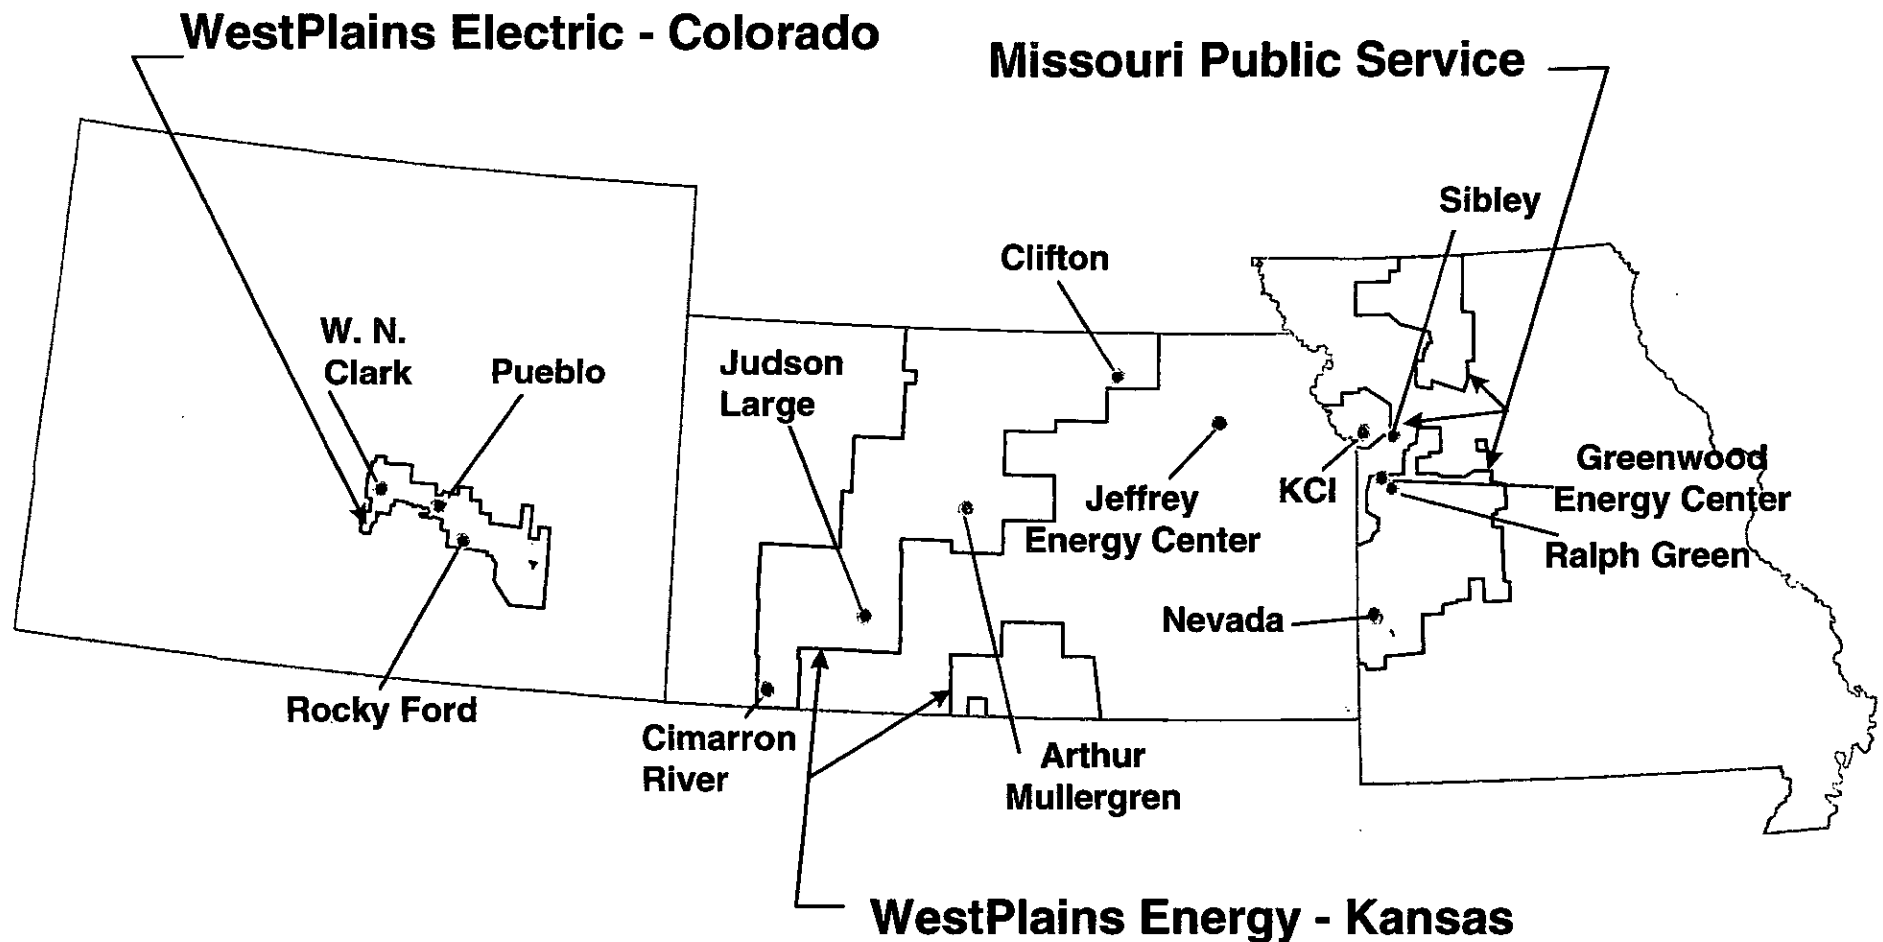 WestPlains Electric - Colorado
Missouri Public Service
Sibley
Clifton
W. N.
Clark
Pueblo
Judson
Large
Jeffrey
Energy Center
KCI
Greenwood
Energy Center
Ralph Green
Nevada
Rocky Ford
Cimarron
River
Arthur
Mullergren
WestPlains Energy - Kansas